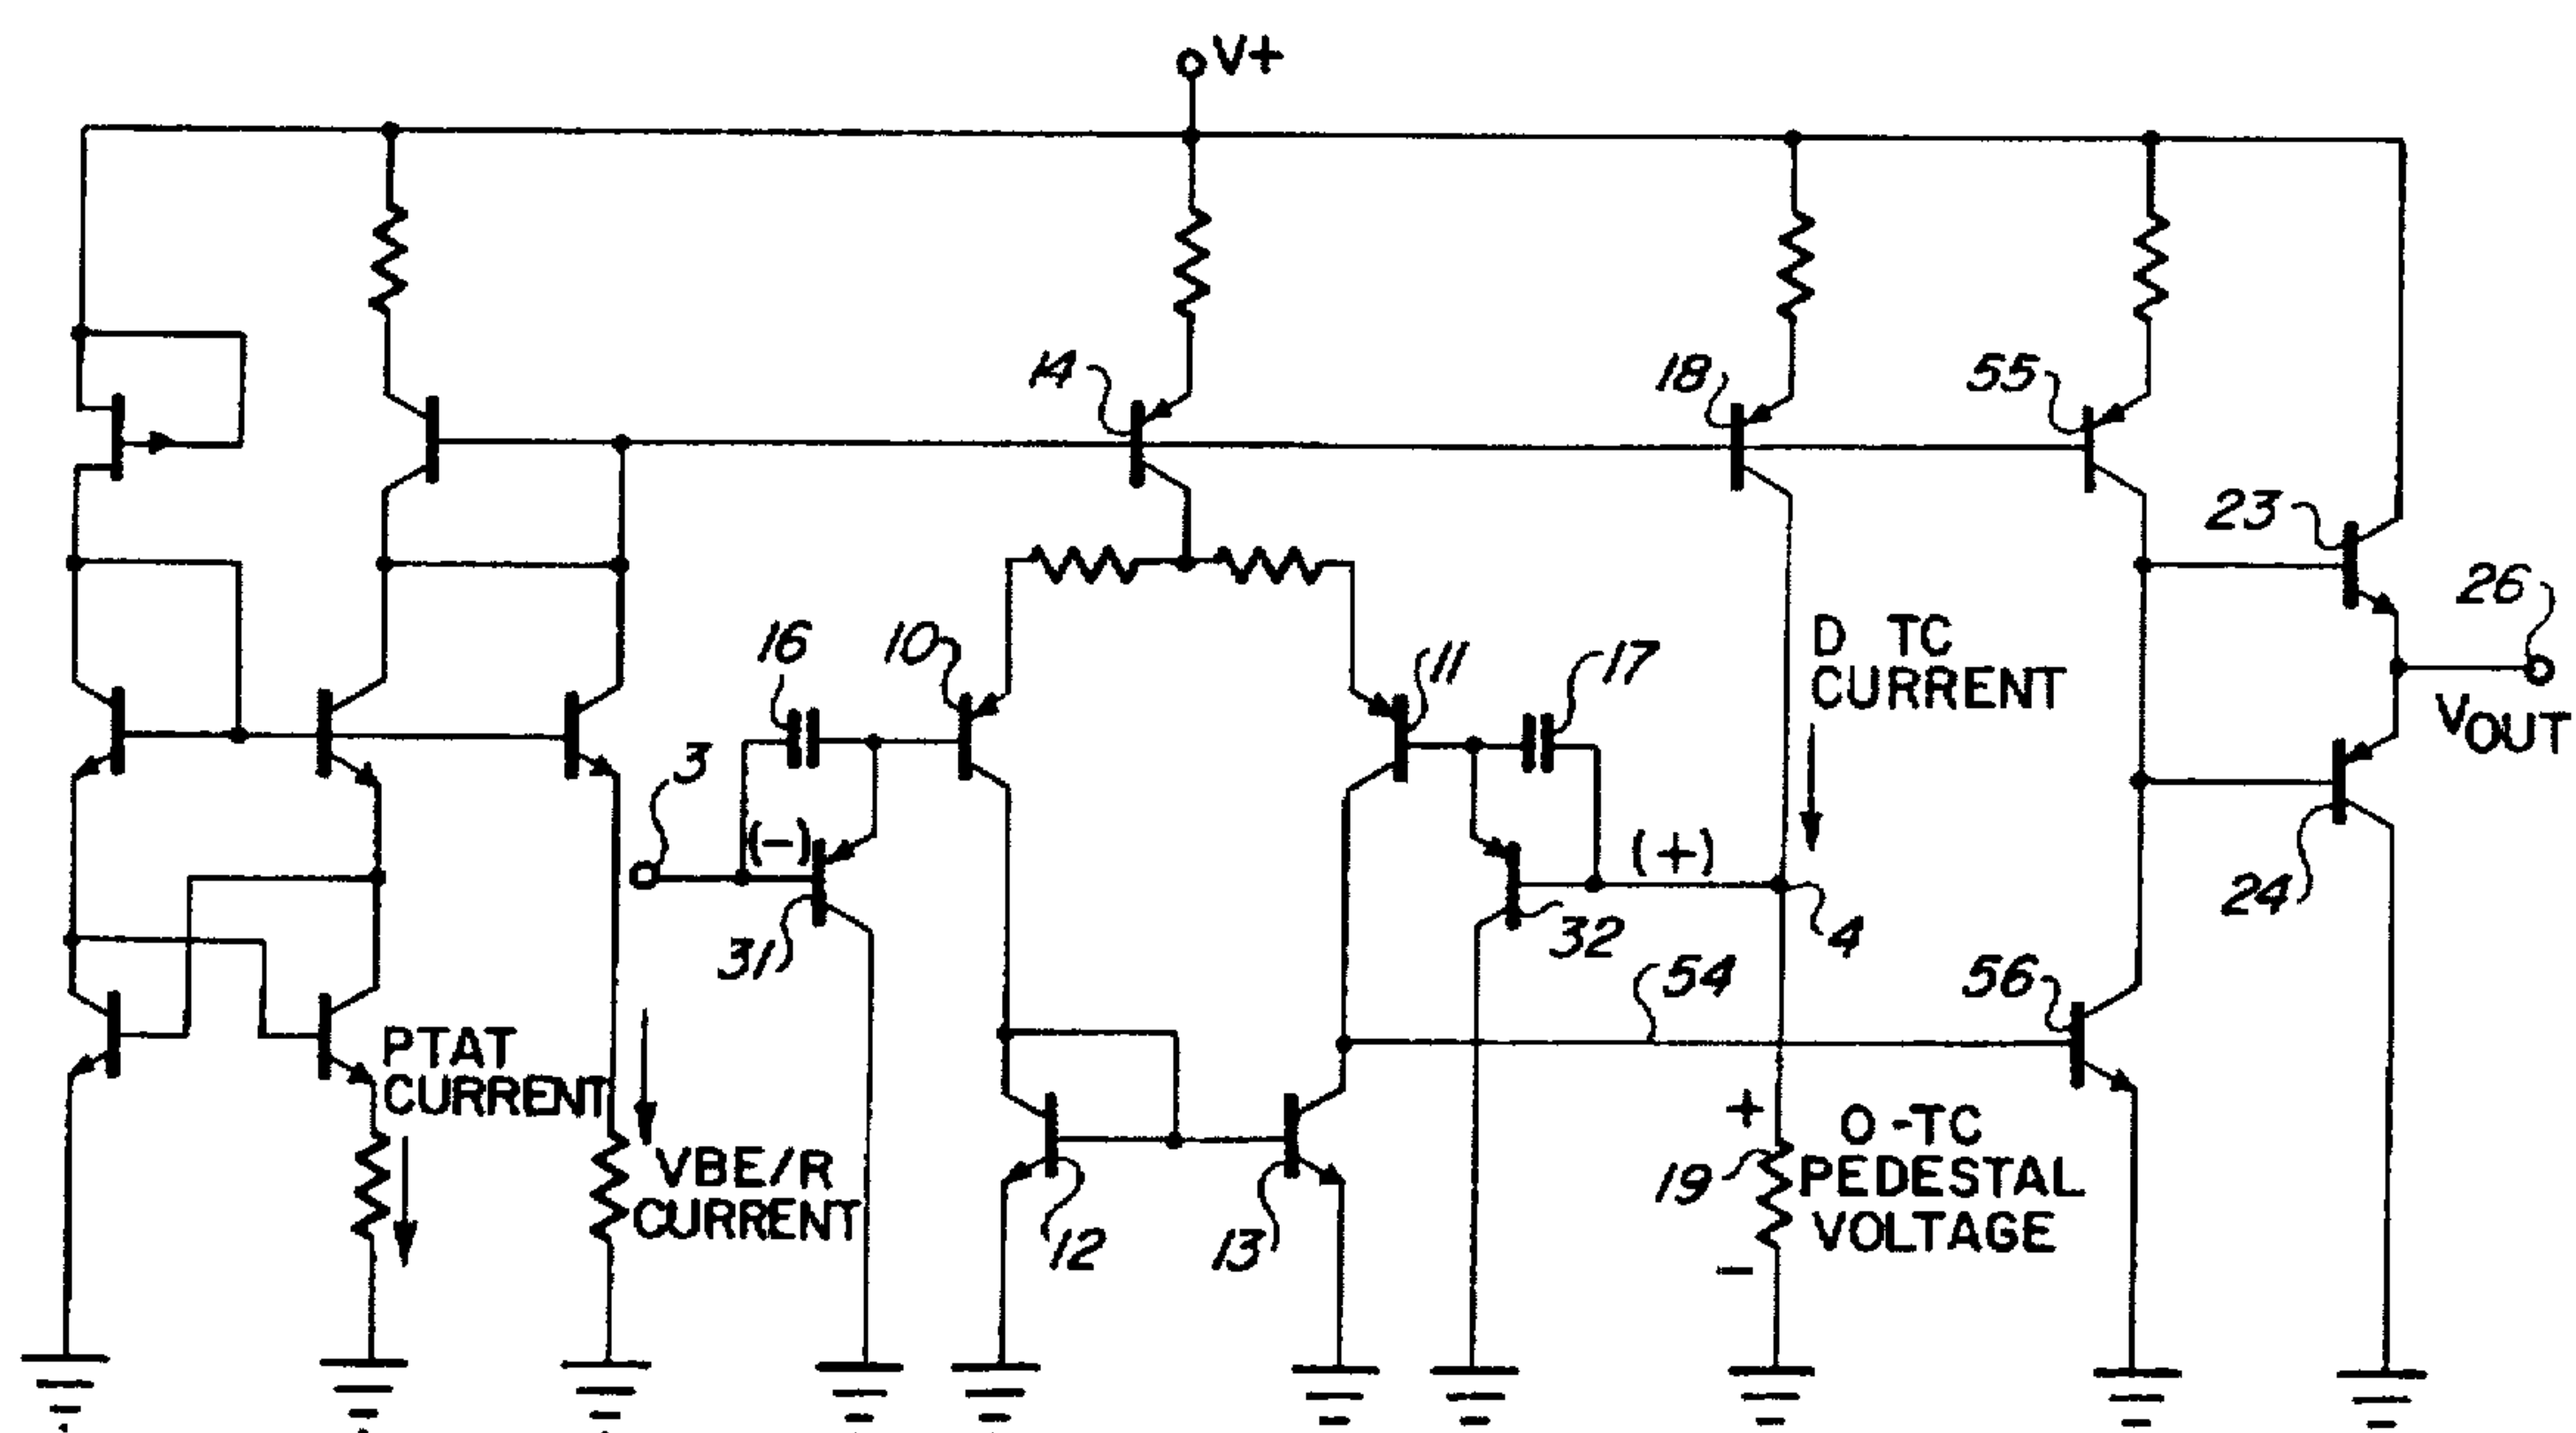 V+
14
18
55
23
26
16
10
11
17
D TC
CURRENT
VOUT
3
(-)
(+)
31
32
4
24
54
56
PTAT
CURRENT
VBE/R
CURRENT
12
13
+
19
-
O-TC
PEDESTAL
VOLTAGE